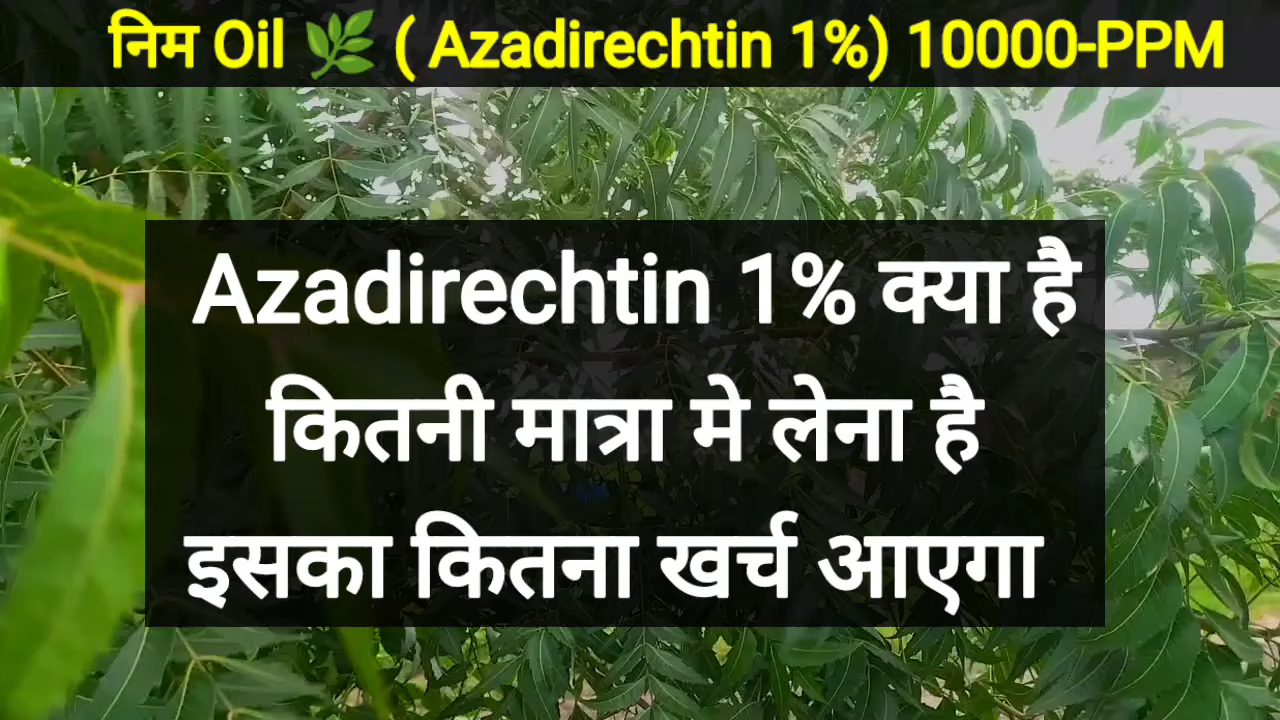 निम Oil 🌿 ( Azadirechtin 1%) 10000-PPM
Azadirechtin 1% क्या है
कितनी मात्रा मे लेना है
इसका कितना खर्च आएगा